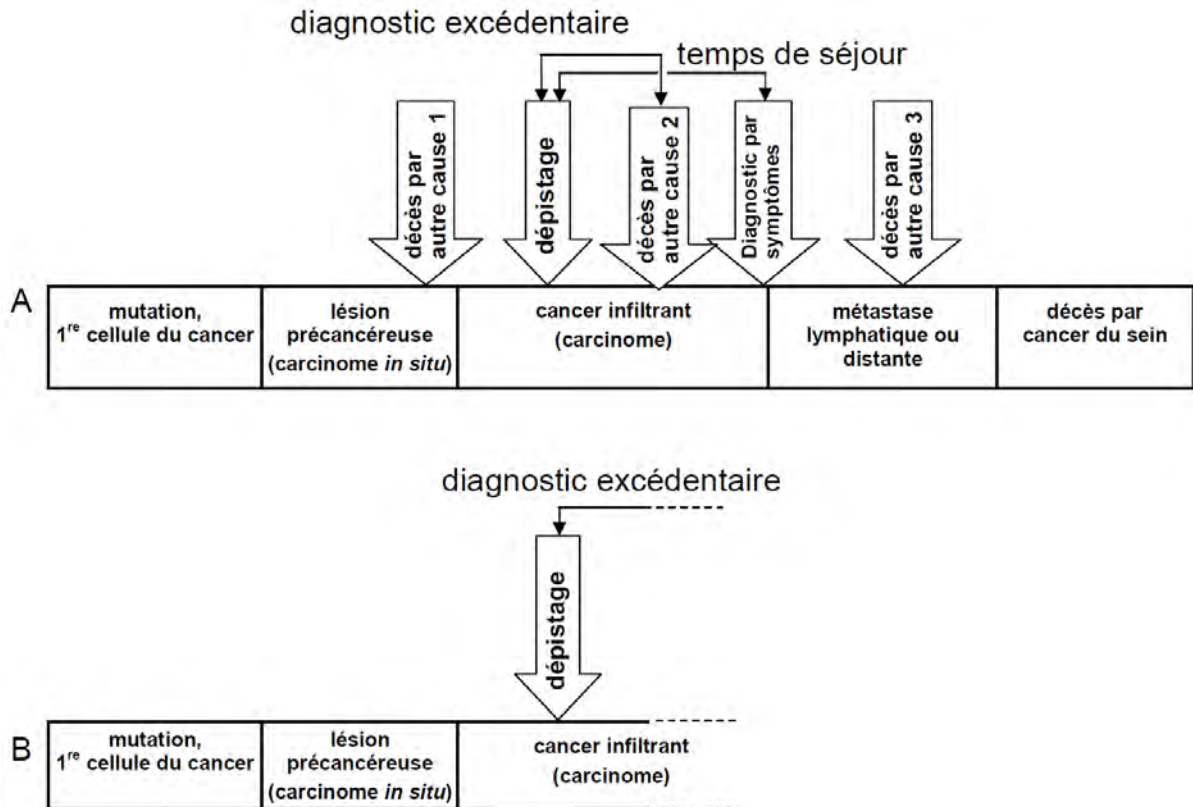 diagnostic excédentaire
temps de séjour
décès par
autre cause 1
dépistage
décès par
autre cause 2
Diagnostic par
symptômes
décès par
autre cause 3
A
mutation,
1re cellule du cancer
lésion
précancéreuse
(carcinome in situ)
cancer infiltrant
(carcinome)
métastase
lymphatique ou
distante
décès par
cancer du sein
diagnostic excédentaire
dépistage
B
mutation,
1re cellule du cancer
lésion
précancéreuse
(carcinome in situ)
cancer infiltrant
(carcinome)